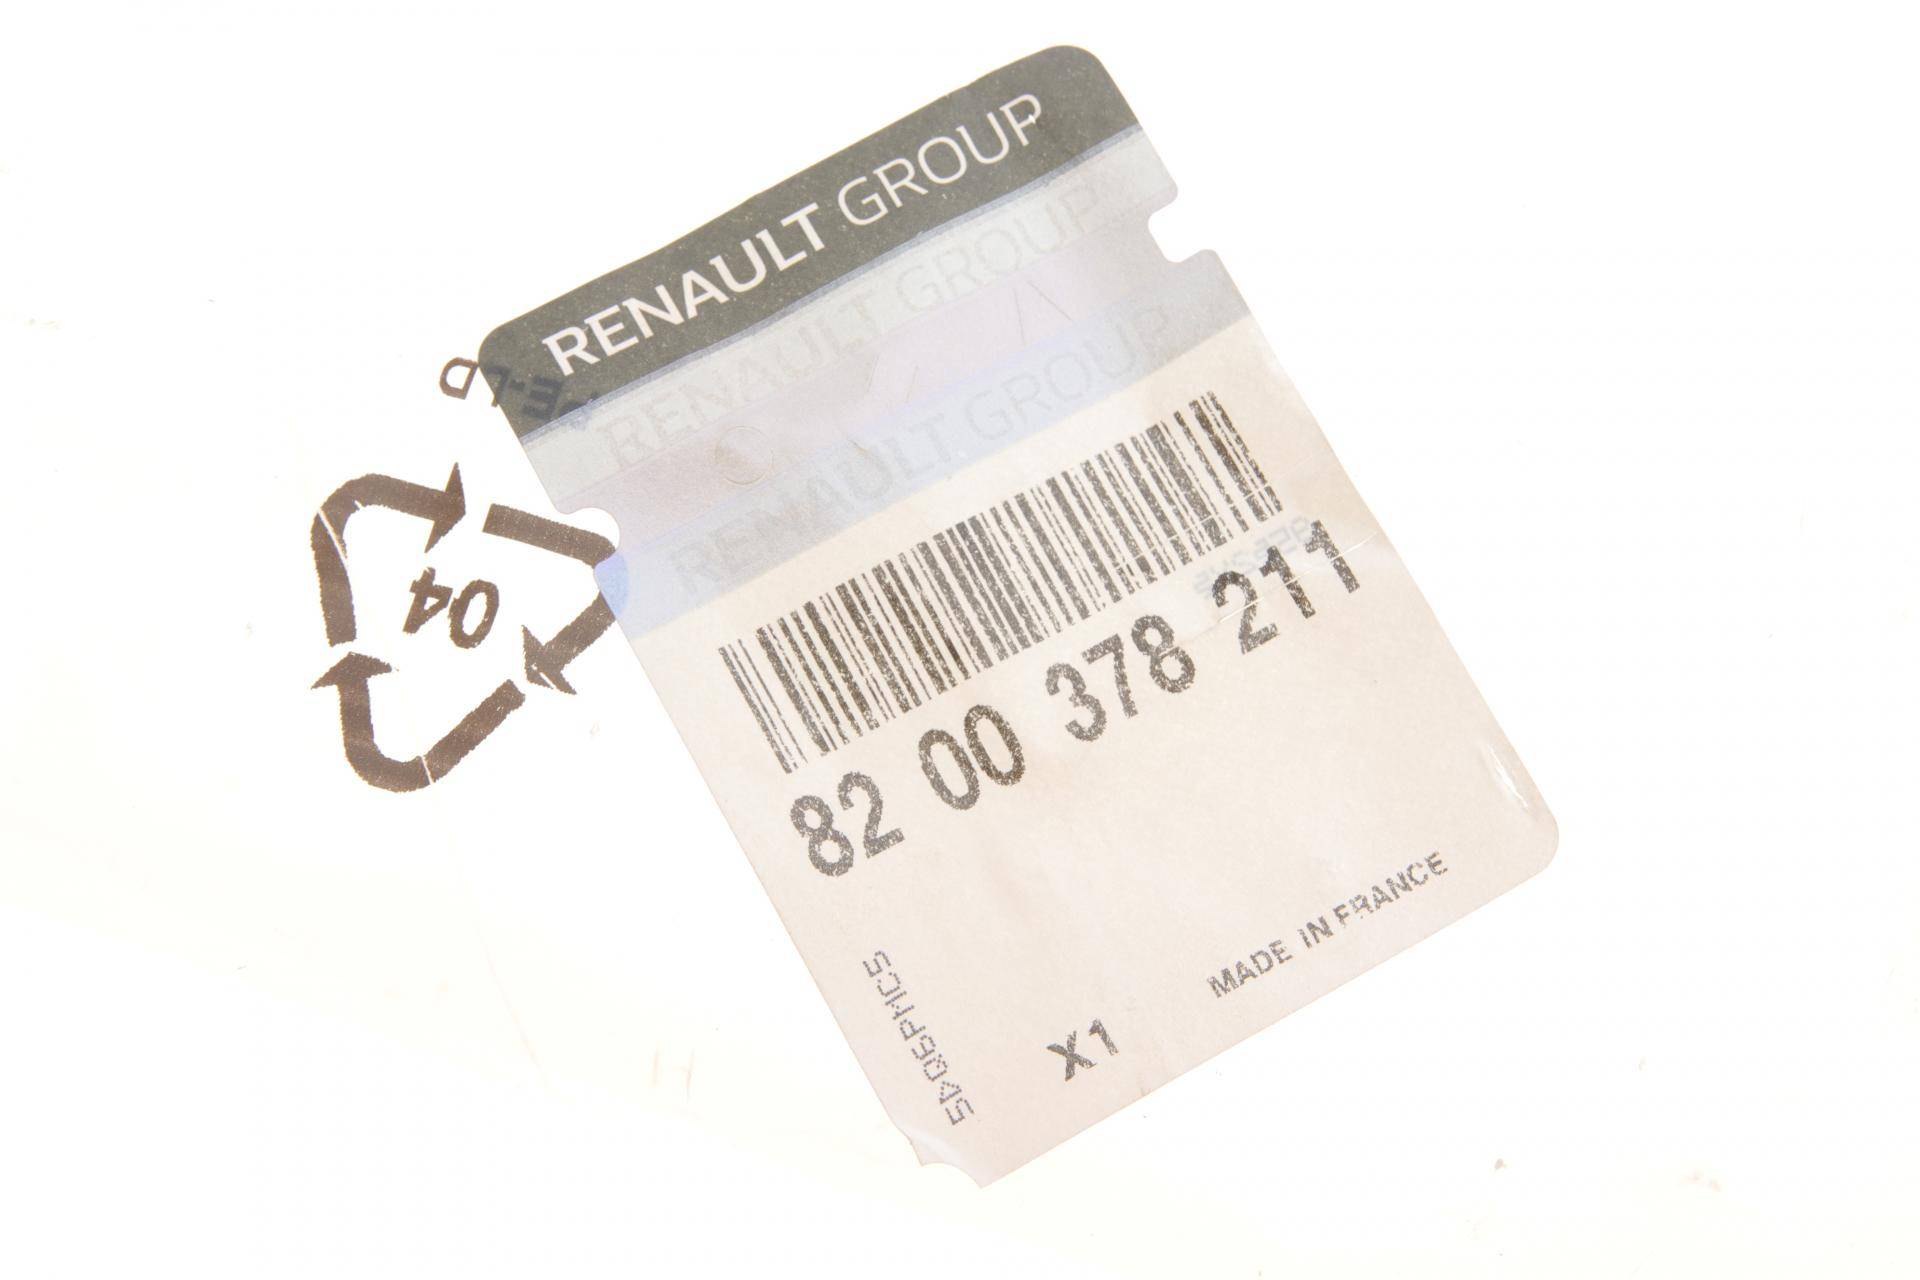 RENAULT GROUP
RENAULT GROUP
RENAULT GROUP
82 00 378 211
MADE IN FRANCE
X1
04